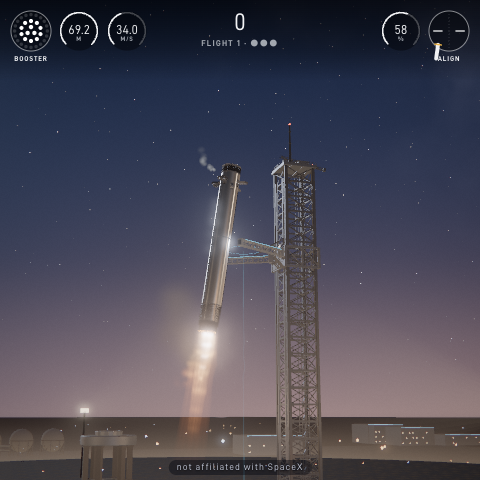 BOOSTER
69.2
M
34.0
M/S
0
FLIGHT 1 ·
58
%
ALIGN
not affiliated with SpaceX